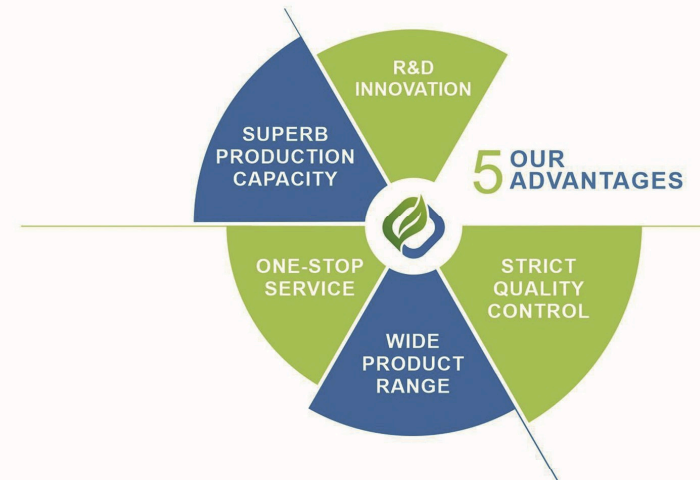 R&D
INNOVATION
SUPERB
PRODUCTION
CAPACITY
5 OUR
ADVANTAGES
ONE-STOP
SERVICE
STRICT
QUALITY
CONTROL
WIDE
PRODUCT
RANGE